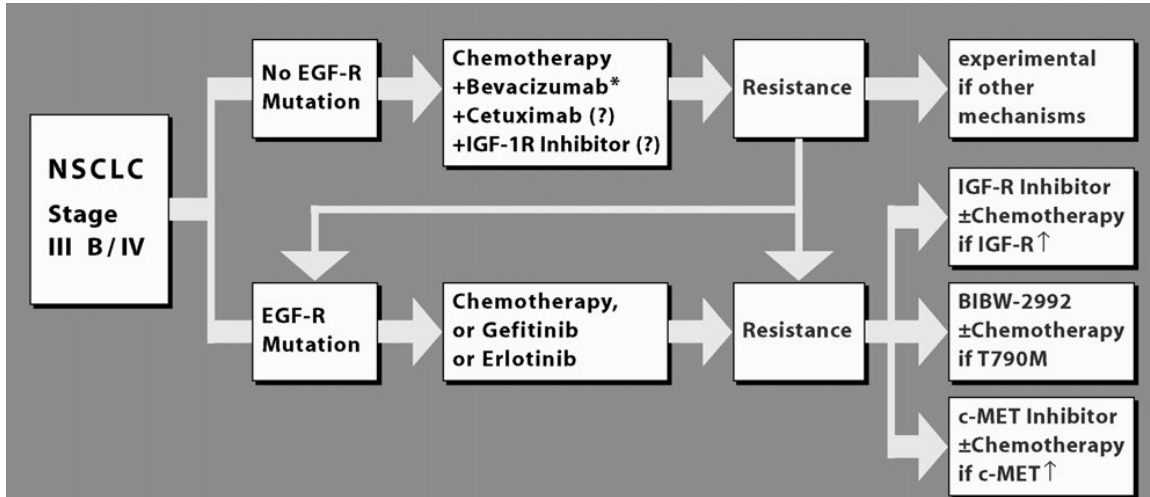 NSCLC
Stage
III B/IV
No EGF-R
Mutation
Chemotherapy
+Bevacizumab*
+Cetuximab (?)
+IGF-1R Inhibitor (?)
Resistance
experimental
if other
mechanisms
EGF-R
Mutation
Chemotherapy,
or Gefitinib
or Erlotinib
Resistance
IGF-R Inhibitor
±Chemotherapy
if IGF-R↑
BIBW-2992
±Chemotherapy
if T790M
c-MET Inhibitor
±Chemotherapy
if c-MET↑